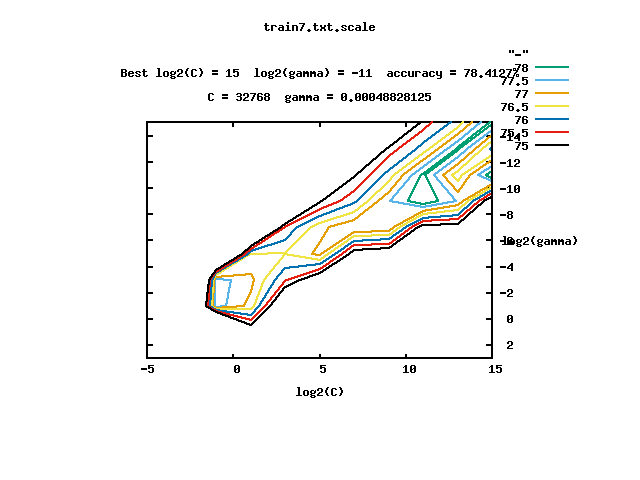 train7.txt.scale
"-"
Best log2(C) = 15 log2(gamma) = -11 accuracy = 78.4127%
C = 32768 gamma = 0.00048828125
78
77.5
77
76.5
76
75.5
75
-14
-12
-10
-8
-6
-4
-2
0
2
log2(gamma)
-5 0 5 10 15
log2(C)